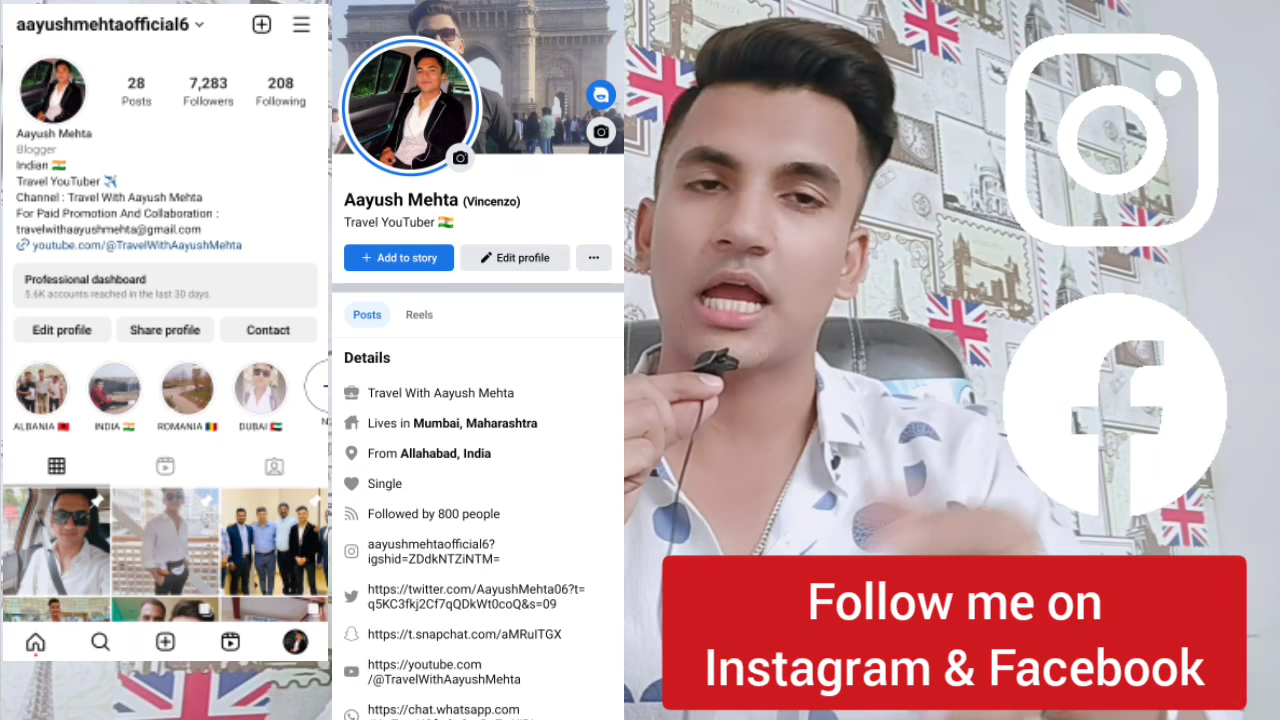 aayushmehtaofficial6
28
7,283
208
Posts
Followers
Following
Aayush Mehta
Blogger
Indian
Travel YouTuber
Channel : Travel With Aayush Mehta
For Paid Promotion And Collaboration :
travelwithaayushmehta@gmail.com
youtube.com/@TravelWithAayushMehta
Professional dashboard
5.6K accounts reached in the last 30 days.
Edit profile
Share profile
Contact
ALBANIA
INDIA
ROMANIA
DUBAI
Aayush Mehta (Vincenzo)
Travel YouTuber
+ Add to story
Edit profile
Posts
Reels
Details
Travel With Aayush Mehta
Lives in Mumbai, Maharashtra
From Allahabad, India
Single
Followed by 800 people
aayushmehtaofficial6?
igshid=ZDdkNTZiNTM=
https://twitter.com/AayushMehta06?t=
q5KC3fkj2Cf7qQDkWt0coQ&s=09
https://t.snapchat.com/aMRuITGX
https://youtube.com
/@TravelWithAayushMehta
https://chat.whatsapp.com
Follow me on
Instagram & Facebook